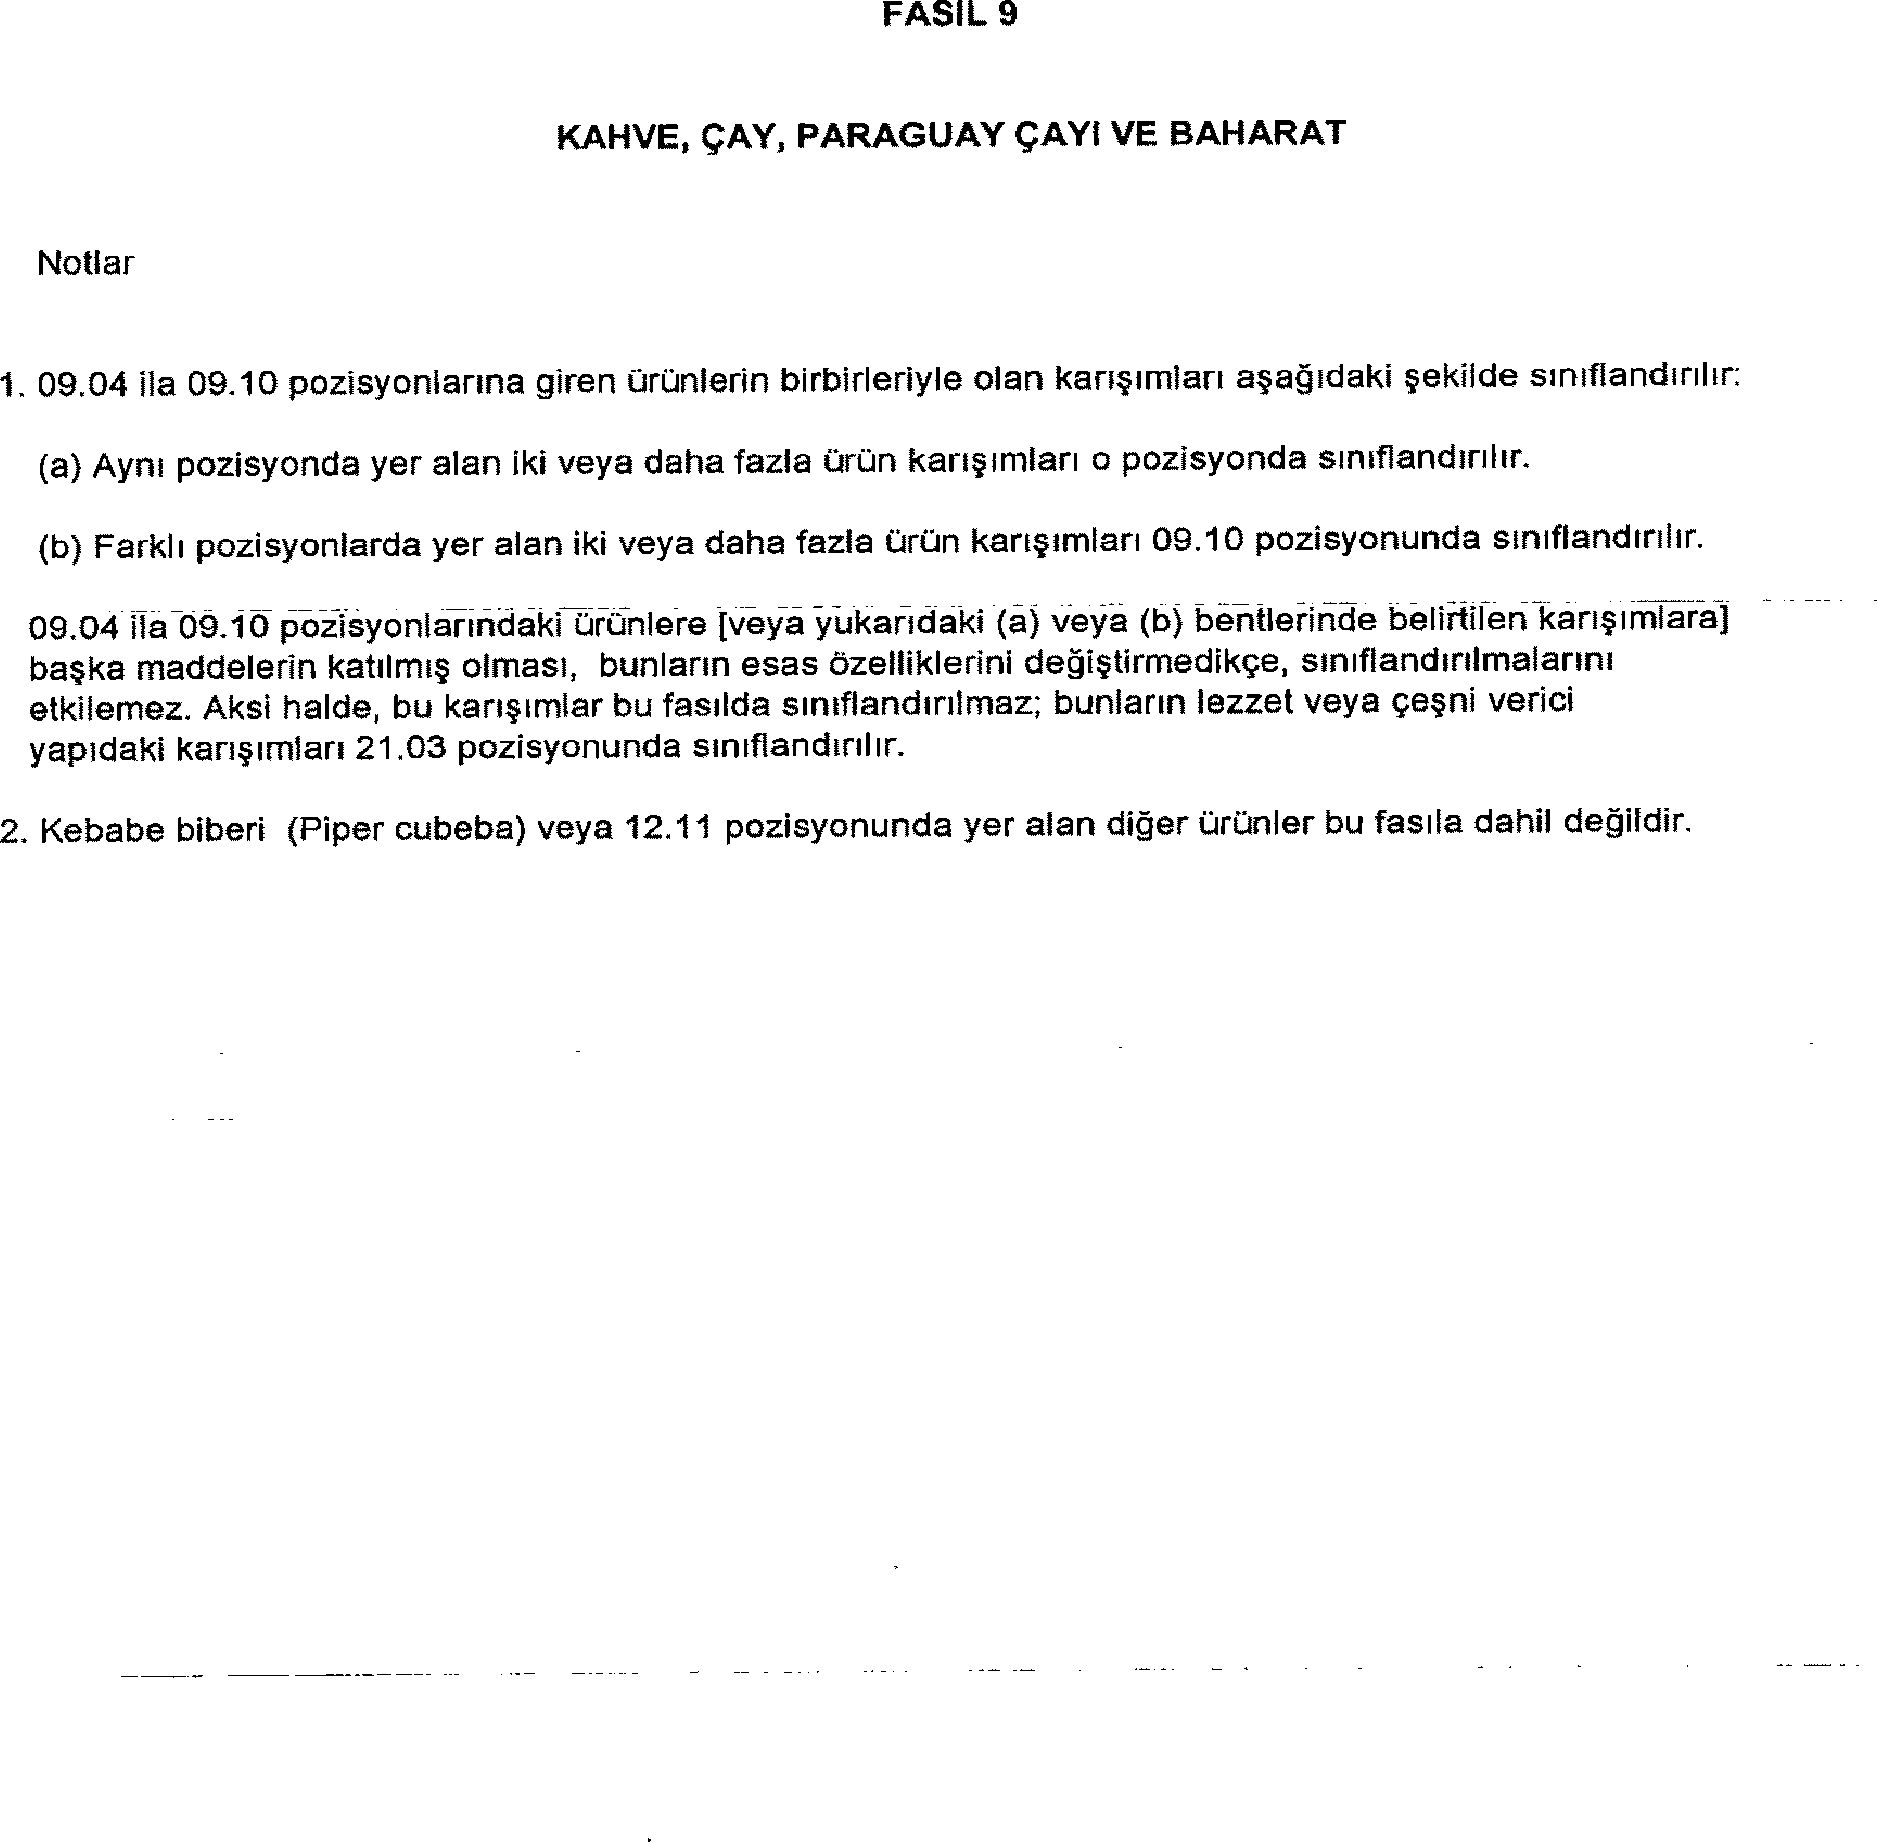 FASIL 9
KAHVE, ÇAY, PARAGUAY ÇAYI VE BAHARAT
Notlar
1. 09.04 ila 09.10 pozisyonlarına giren ürünlerin birbirleriyle olan karışımları aşağıdaki şekilde sınıflandırılır:
(a) Aynı pozisyonda yer alan iki veya daha fazla ürün karışımları o pozisyonda sınıflandırılır.
(b) Farklı pozisyonlarda yer alan iki veya daha fazla ürün karışımları 09.10 pozisyonunda sınıflandırılır.
09.04 ila 09.10 pozisyonlarındaki ürünlere [veya yukarıdaki (a) veya (b) bentlerinde belirtilen karışımlara]
başka maddelerin katılmış olması, bunların esas özelliklerini değiştirmedikçe, sınıflandırılmalarını
etkilemez. Aksi halde, bu karışımlar bu fasılda sınıflandırılmaz; bunların lezzet veya çeşni verici
yapıdaki karışımları 21.03 pozisyonunda sınıflandırılır.
2. Kebabe biberi (Piper cubeba) veya 12.11 pozisyonunda yer alan diğer ürünler bu fasıla dahil değildir.